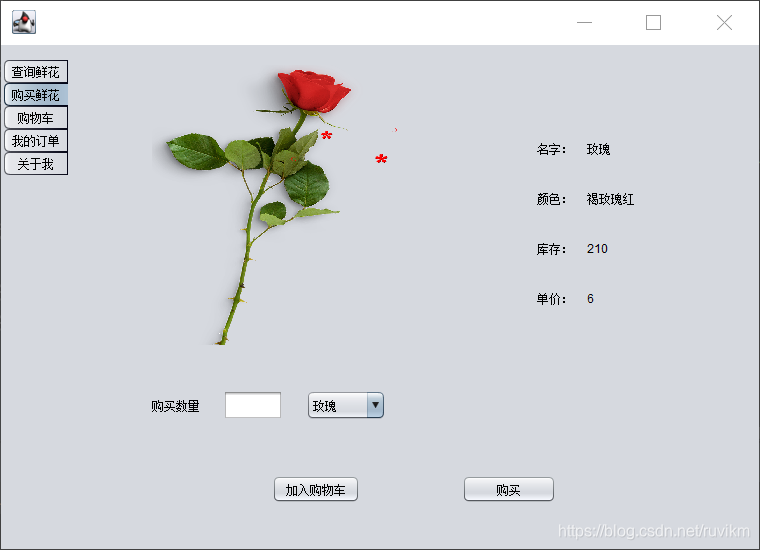 查询鲜花
购买鲜花
购物车
我的订单
关于我
名字： 玫瑰
颜色： 褐玫瑰红
库存： 210
单价： 6
购买数量 玫瑰
加入购物车 购买
https://blog.csdn.net/ruvikm